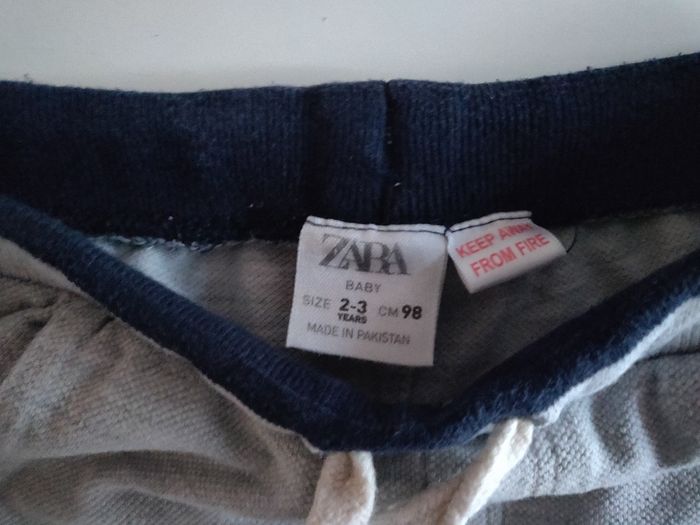 ZARA
BABY
SIZE 2-3 CM 98
YEARS
MADE IN PAKISTAN
KEEP AWAY
FROM FIRE